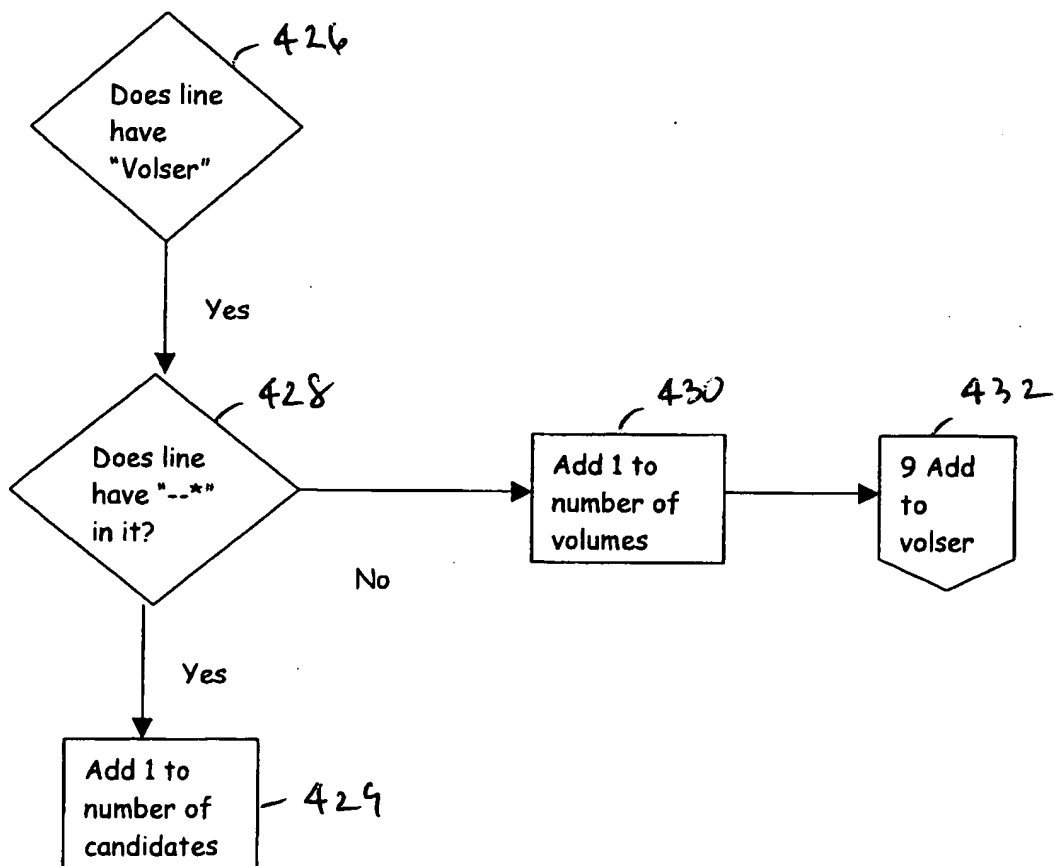 426
Does line
have
"Volser"
Yes
428
Does line
have "--*"
in it?
No
430
Add 1 to
number of
volumes
432
9 Add
to
volser
Yes
Add 1 to
number of
candidates
429